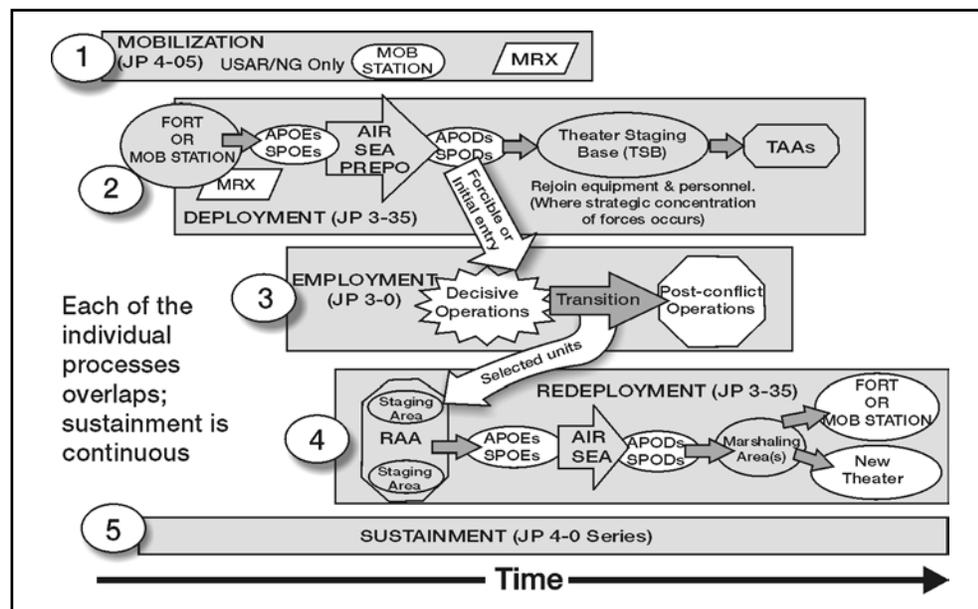 1
MOBILIZATION
(JP 4-05)
USAR/NG Only
MOB
STATION
MRX
2
FORT
OR
MOB STATION
MRX
APOEs
SPOEs
AIR
SEA
PREPO
APODs
SPODs
Theater Staging
Base (TSB)
TAAs
Rejoin equipment & personnel.
(Where strategic concentration
of forces occurs)
DEPLOYMENT (JP 3-35)
Forcible or
Initial entry
3
EMPLOYMENT
(JP 3-0)
Decisive
Operations
Transition
Post-conflict
Operations
Selected units
Each of the
individual
processes
overlaps;
sustainment is
continuous
4
REDEPLOYMENT (JP 3-35)
Staging
Area
RAA
Staging
Area
APOEs
SPOEs
AIR
SEA
APODs
SPODs
Marshaling
Area(s)
FORT
OR
MOB STATION
New
Theater
5
SUSTAINMENT (JP 4-0 Series)
Time